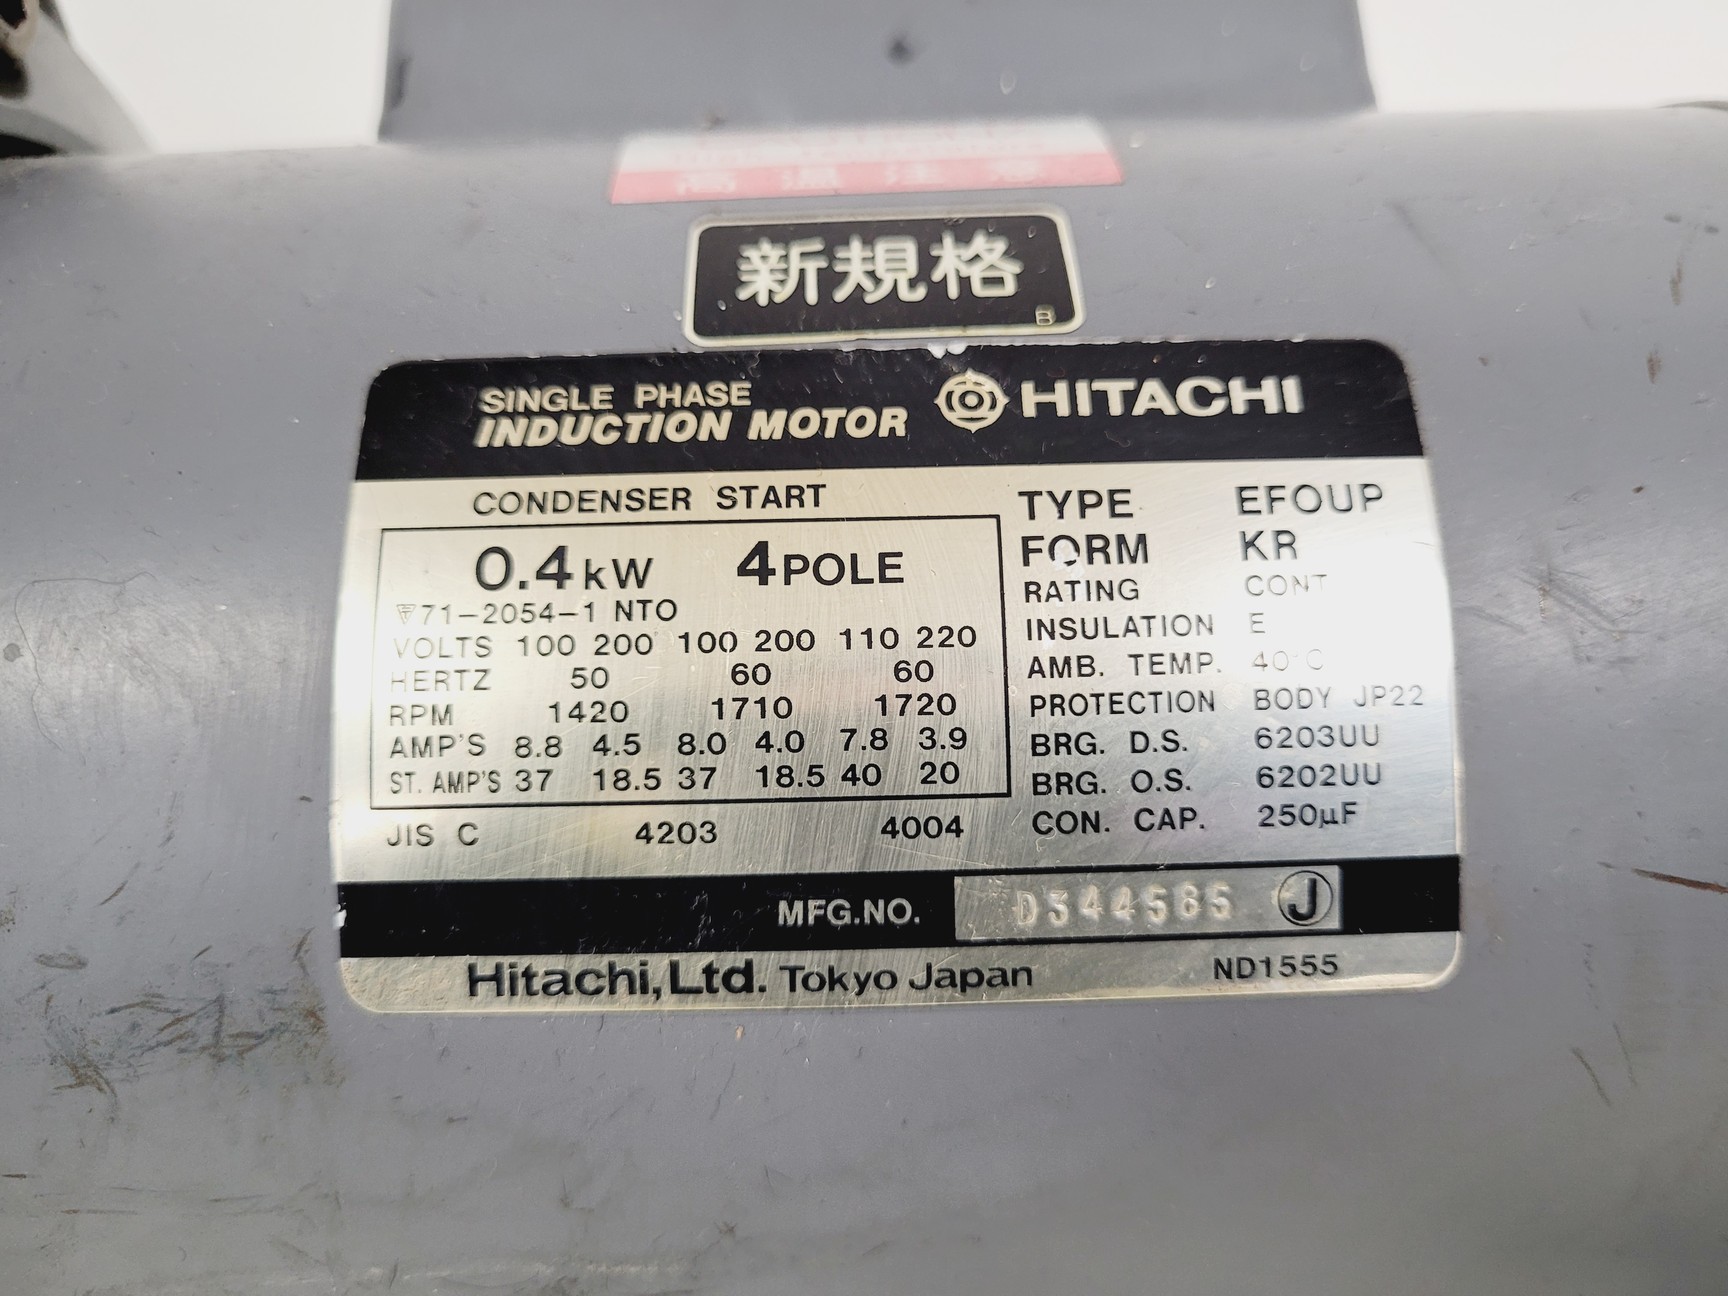 高温注意
新規格
B
SINGLE PHASE
INDUCTION MOTOR HITACHI
CONDENSER START
0.4kW 4POLE
71-2054-1 NTO
VOLTS 100 200 100 200 110 220
HERTZ 50 60 60
RPM 1420 1710 1720
AMP'S 8.8 4.5 8.0 4.0 7.8 3.9
ST. AMP'S 37 18.5 37 18.5 40 20
JIS C 4203 4004
TYPE EFOUP
FORM KR
RATING CONT
INSULATION E
AMB. TEMP. 40°C
PROTECTION BODY JP22
BRG. D.S. 6203UU
BRG. O.S. 6202UU
CON. CAP. 250μF
MFG.NO. D344585 J
Hitachi, Ltd. Tokyo Japan ND1555